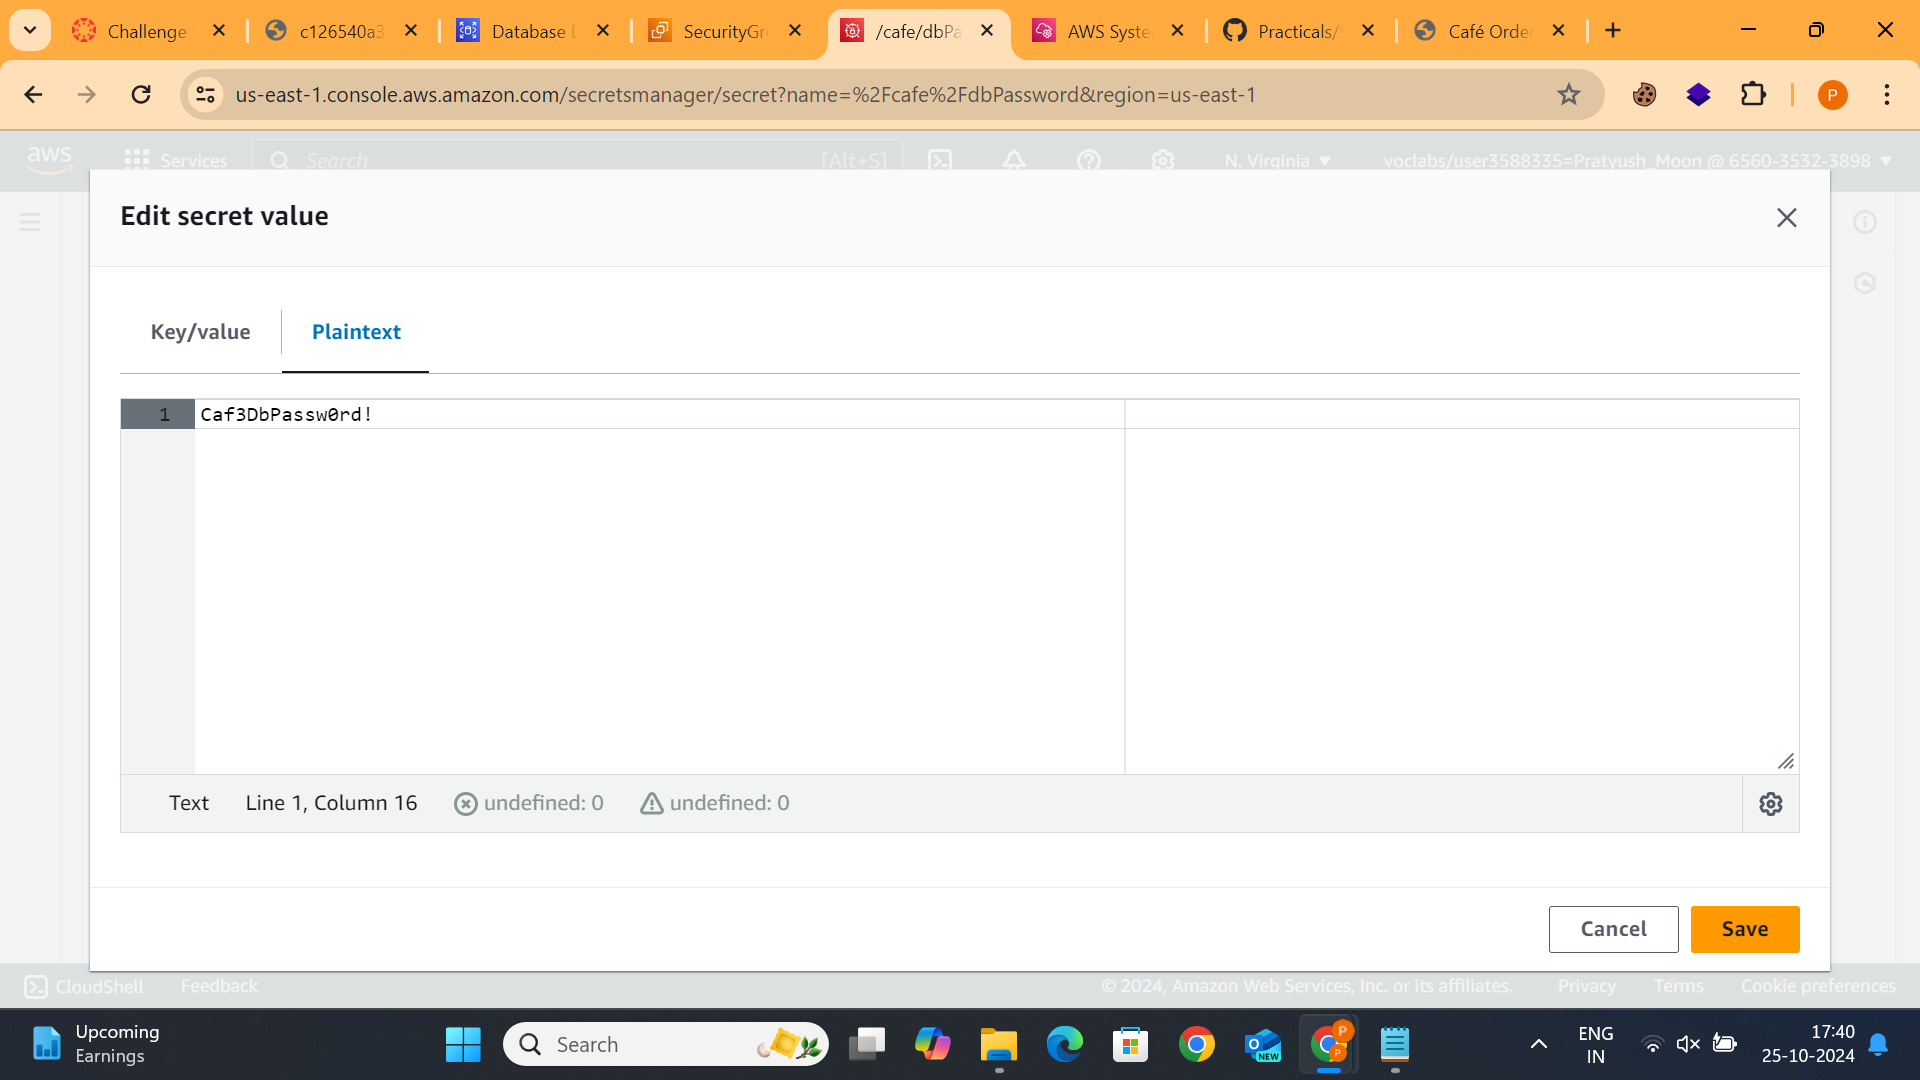 Challenge
c126540a3
Database D
SecurityGro
/cafe/dbPa
AWS Syste
Practicals/
Café Order
us-east-1.console.aws.amazon.com/secretsmanager/secret?name=%2Fcafe%2FdbPassword&region=us-east-1
P
aws
Services
Search
[Alt+S]
N. Virginia
voclabs/user3588335=Pratyush_Moon @ 6560-3532-3898
Edit secret value
Key/value
Plaintext
1
Caf3DbPassw0rd!
Text
Line 1, Column 16
undefined: 0
undefined: 0
Cancel
Save
CloudShell
Feedback
© 2024, Amazon Web Services, Inc. or its affiliates.
Privacy
Terms
Cookie preferences
Upcoming
Earnings
Search
NEW
P
P
ENG
IN
17:40
25-10-2024